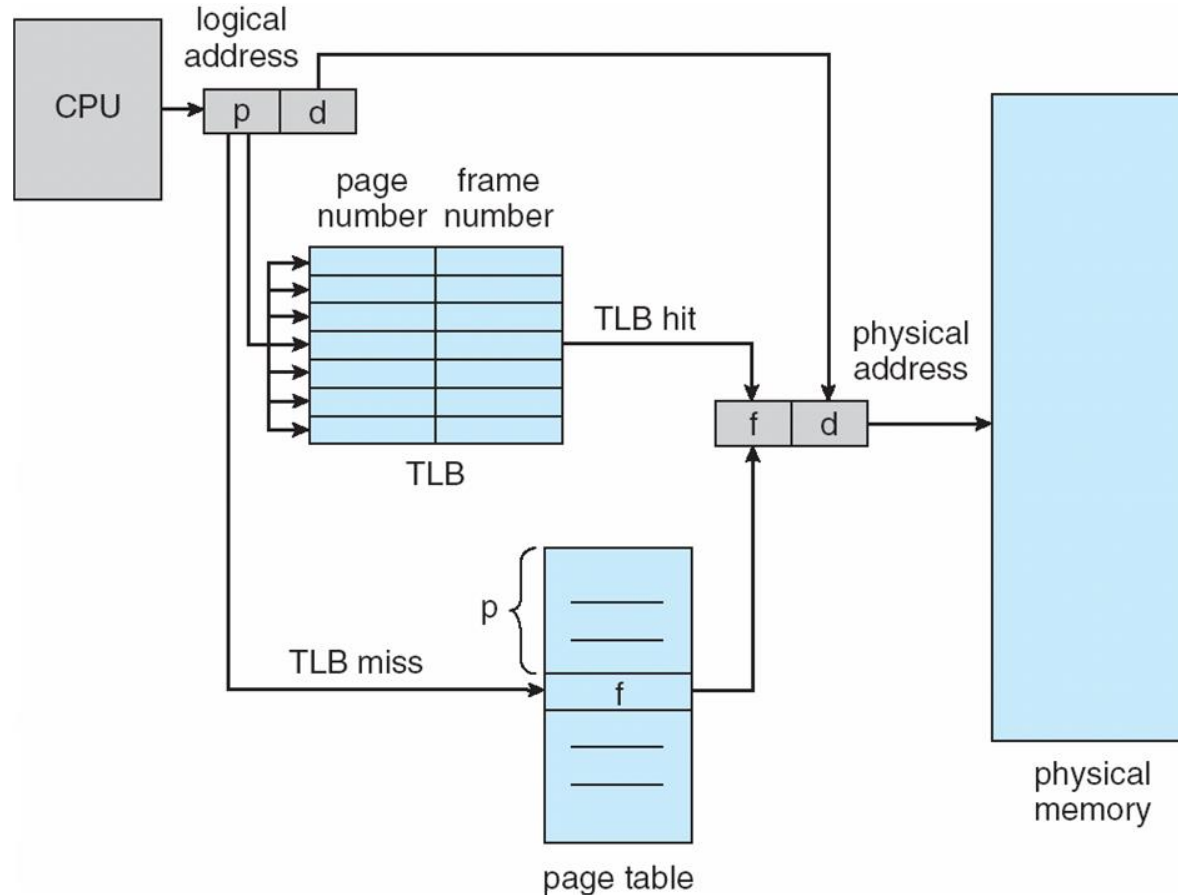 logical
address
CPU
p
d
page
number
frame
number
TLB hit
physical
address
f
d
TLB
p
TLB miss
f
physical
memory
page table